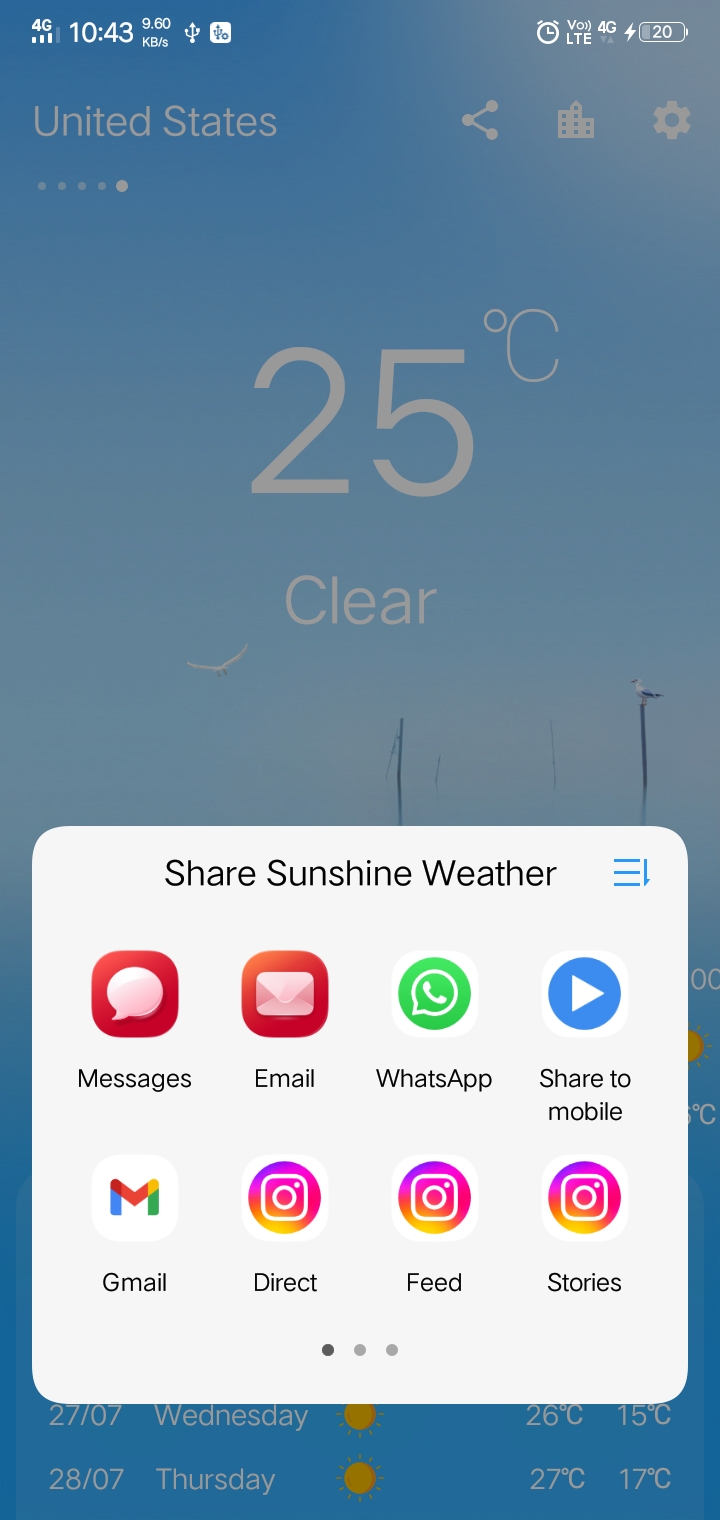 4G 10:43 9.60 KB/s Vo)) LTE 4G 20
United States
25 °C
Clear
Share Sunshine Weather
Messages Email WhatsApp Share to mobile
Gmail Direct Feed Stories
27/07 Wednesday 26℃ 15℃
28/07 Thursday 27℃ 17℃